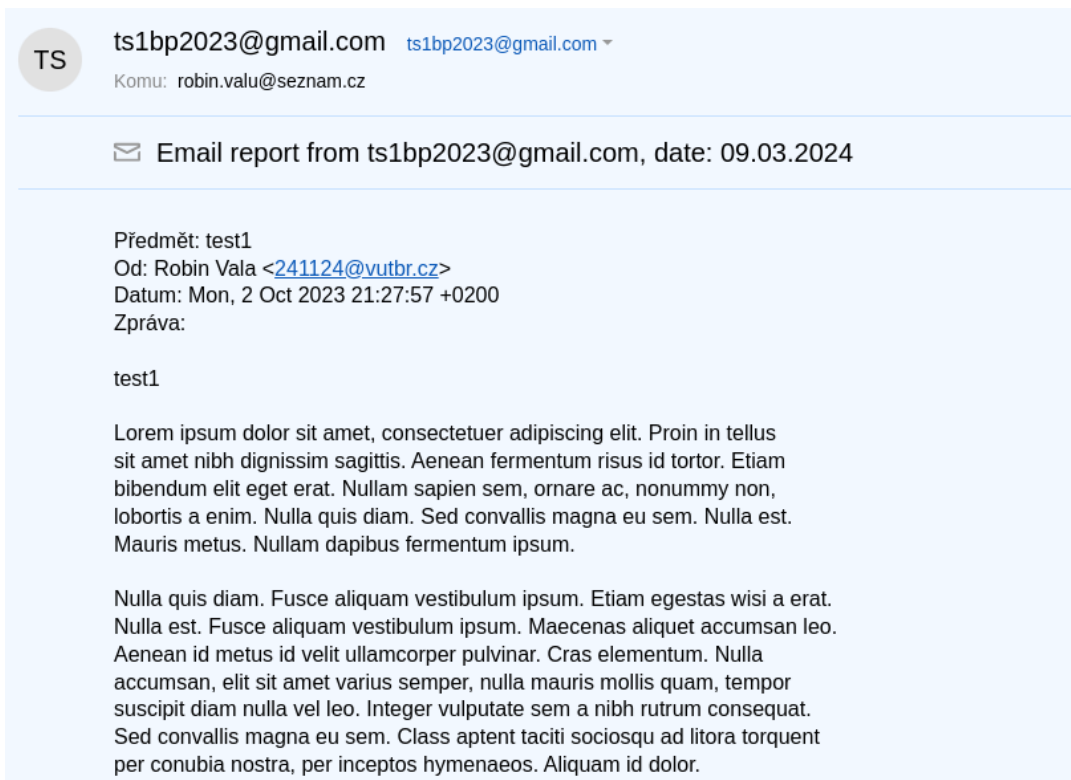 TS
ts1bp2023@gmail.com ts1bp2023@gmail.com
Komu: robin.valu@seznam.cz
Email report from ts1bp2023@gmail.com, date: 09.03.2024
Předmět: test1
Od: Robin Vala <241124@vutbr.cz>
Datum: Mon, 2 Oct 2023 21:27:57 +0200
Zpráva:
test1
Lorem ipsum dolor sit amet, consectetuer adipiscing elit. Proin in tellus
sit amet nibh dignissim sagittis. Aenean fermentum risus id tortor. Etiam
bibendum elit eget erat. Nullam sapien sem, ornare ac, nonummy non,
lobortis a enim. Nulla quis diam. Sed convallis magna eu sem. Nulla est.
Mauris metus. Nullam dapibus fermentum ipsum.
Nulla quis diam. Fusce aliquam vestibulum ipsum. Etiam egestas wisi a erat.
Nulla est. Fusce aliquam vestibulum ipsum. Maecenas aliquet accumsan leo.
Aenean id metus id velit ullamcorper pulvinar. Cras elementum. Nulla
accumsan, elit sit amet varius semper, nulla mauris mollis quam, tempor
suscipit diam nulla vel leo. Integer vulputate sem a nibh rutrum consequat.
Sed convallis magna eu sem. Class aptent taciti sociosqu ad litora torquent
per conubia nostra, per inceptos hymenaeos. Aliquam id dolor.